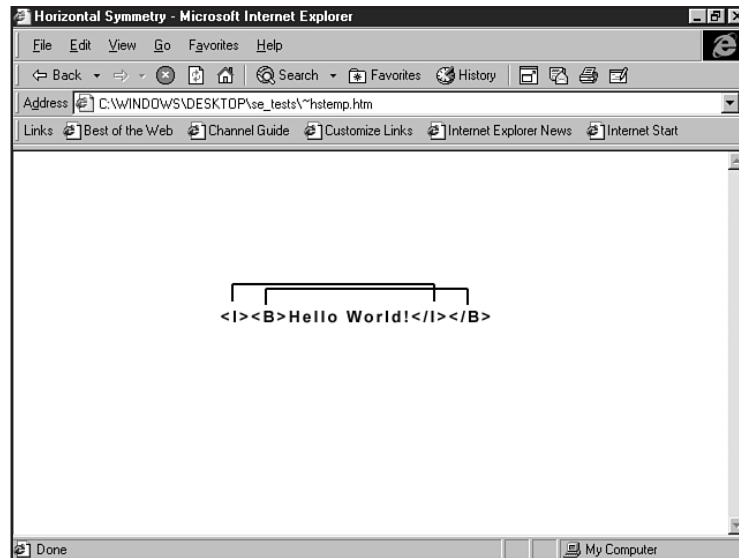 Horizontal Symmetry - Microsoft Internet Explorer
File Edit View Go Favorites Help
Back Search Favorites History
Address C:\WINDOWS\DESKTOP\se_tests\~hstemp.htm
Links Best of the Web Channel Guide Customize Links Internet Explorer News Internet Start
<I><B>Hello World!</I></B>
Done My Computer